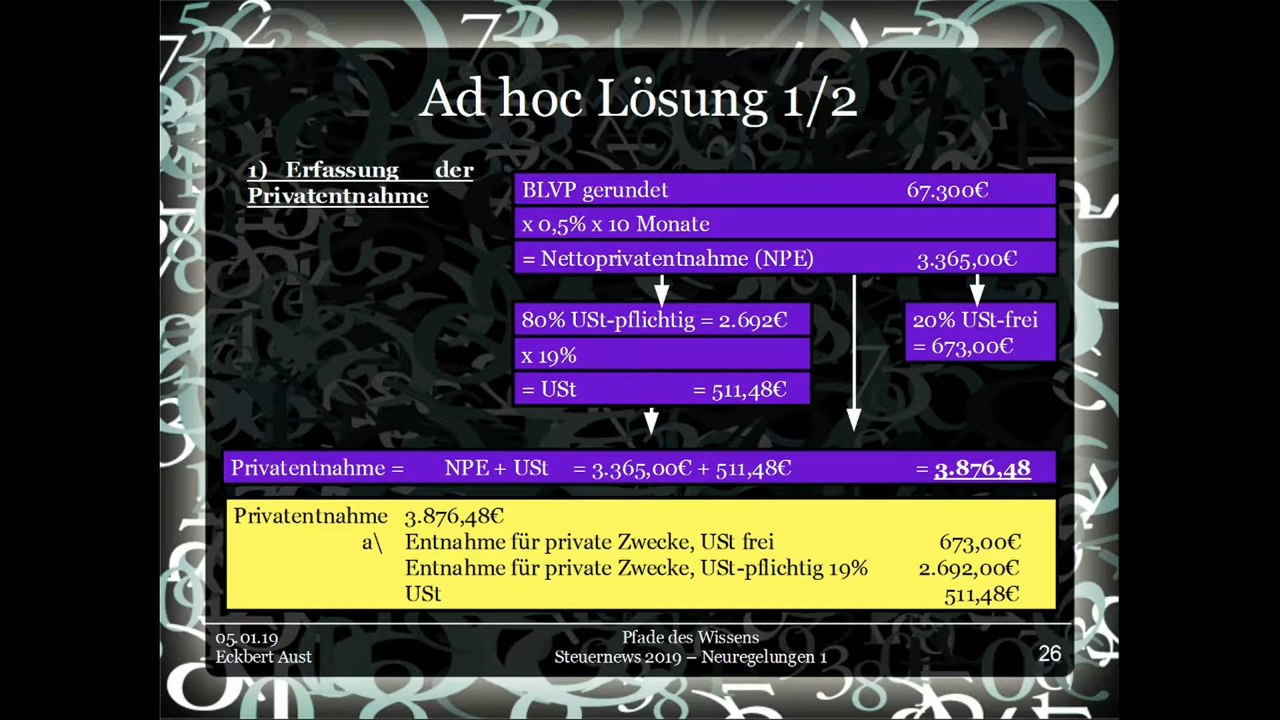 Ad hoc Lösung 1/2
1) Erfassung der
Privatentnahme
BLVP gerundet 67.300€
x 0,5% x 10 Monate
= Nettoprivatentnahme (NPE) 3.365,00€
80% USt-pflichtig = 2.692€
x 19%
= USt = 511,48€
20% USt-frei
= 673,00€
Privatentnahme = NPE + USt = 3.365,00€ + 511,48€ = 3.876,48
Privatentnahme 3.876,48€
a\ Entnahme für private Zwecke, USt frei 673,00€
Entnahme für private Zwecke, USt-pflichtig 19% 2.692,00€
USt 511,48€
05.01.19
Eckbert Aust
Pfade des Wissens
Steuernews 2019 – Neuregelungen 1
26